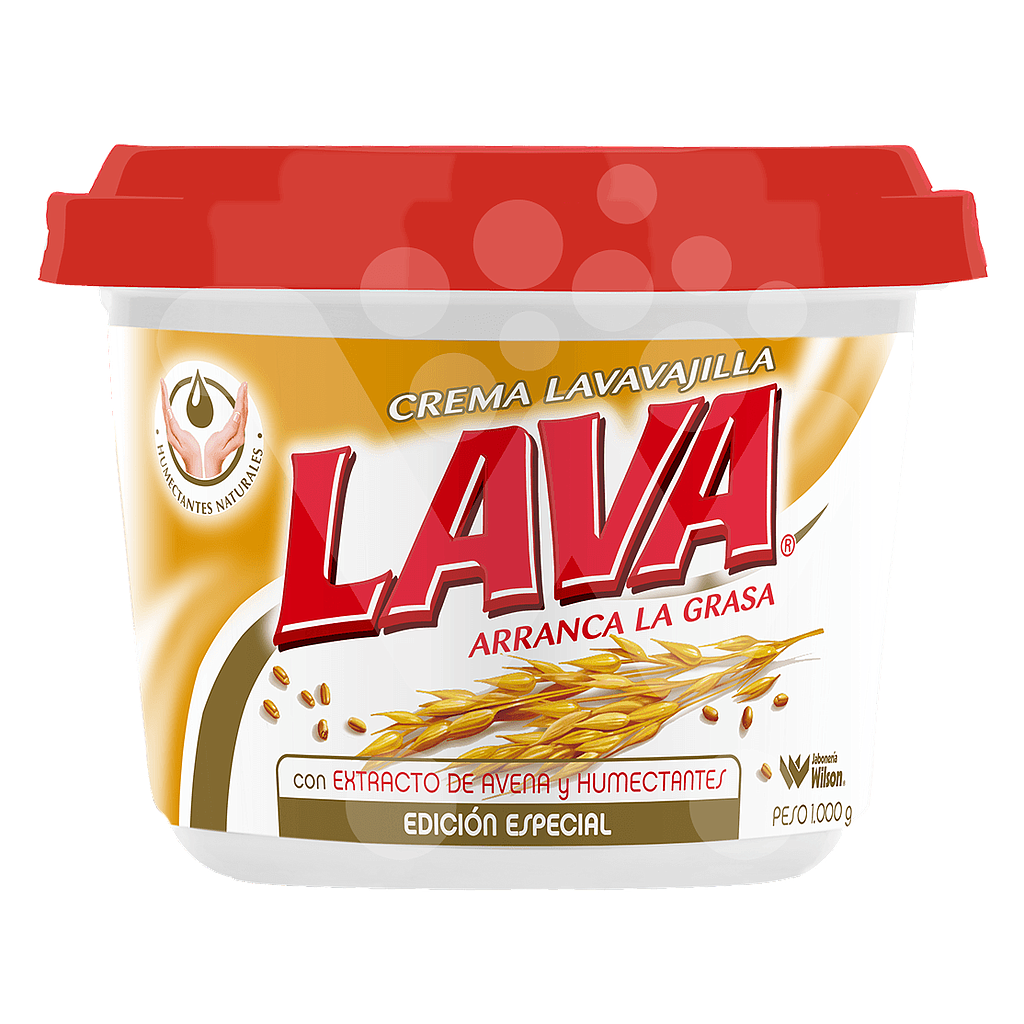 CREMA LAVAVAJILLA
LAVA®
ARRANCA LA GRASA
• HUMECTANTES NATURALES •
con EXTRACTO DE AVENA y HUMECTANTES
EDICIÓN ESPECIAL
Jabonería
Wilson®
PESO 1.000 g